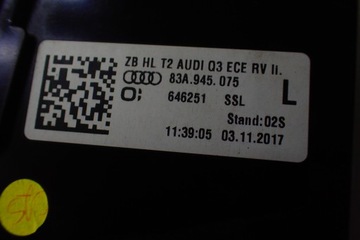 ZB HL T2 AUDI Q3 ECE RV li.
83A.945.075
646251 SSL
L
Stand:02S
11:39:05 03.11.2017